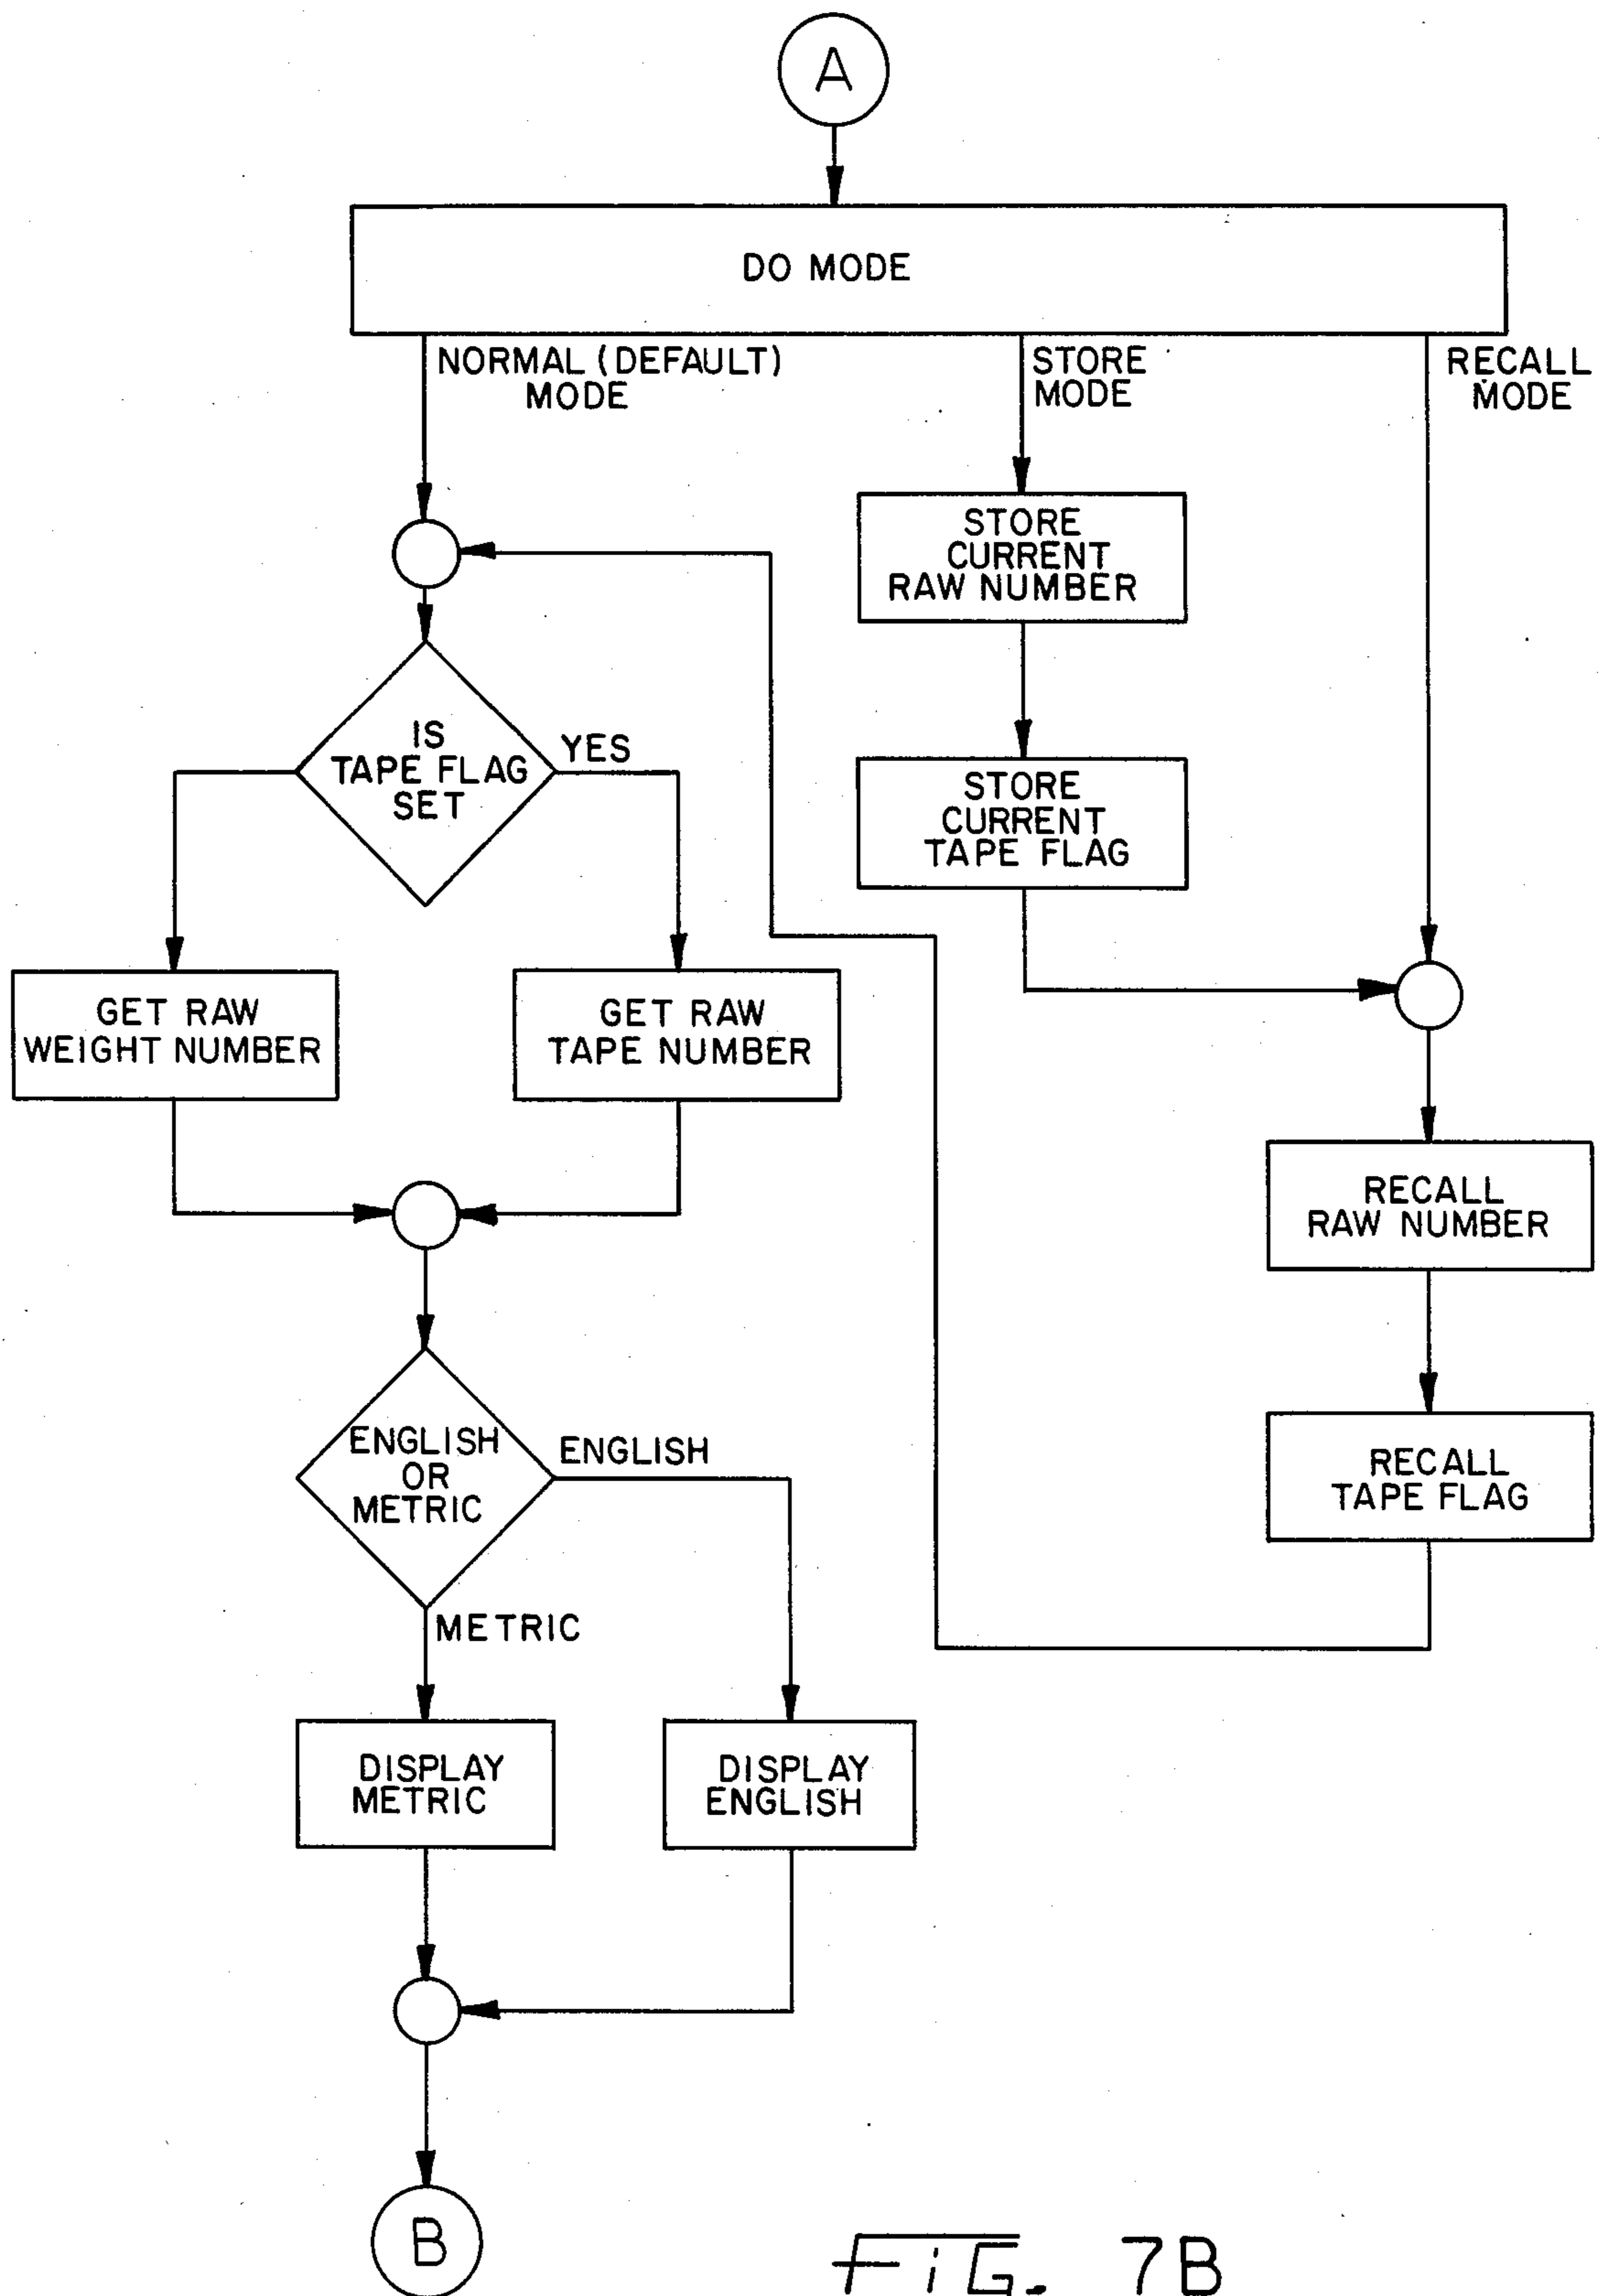 A
DO MODE
NORMAL (DEFAULT)
MODE
STORE
MODE
RECALL
MODE
STORE
CURRENT
RAW NUMBER
IS
TAPE FLAG
SET
YES
STORE
CURRENT
TAPE FLAG
GET RAW
WEIGHT NUMBER
GET RAW
TAPE NUMBER
RECALL
RAW NUMBER
ENGLISH
OR
METRIC
ENGLISH
RECALL
TAPE FLAG
METRIC
DISPLAY
METRIC
DISPLAY
ENGLISH
B
FiG. 7B